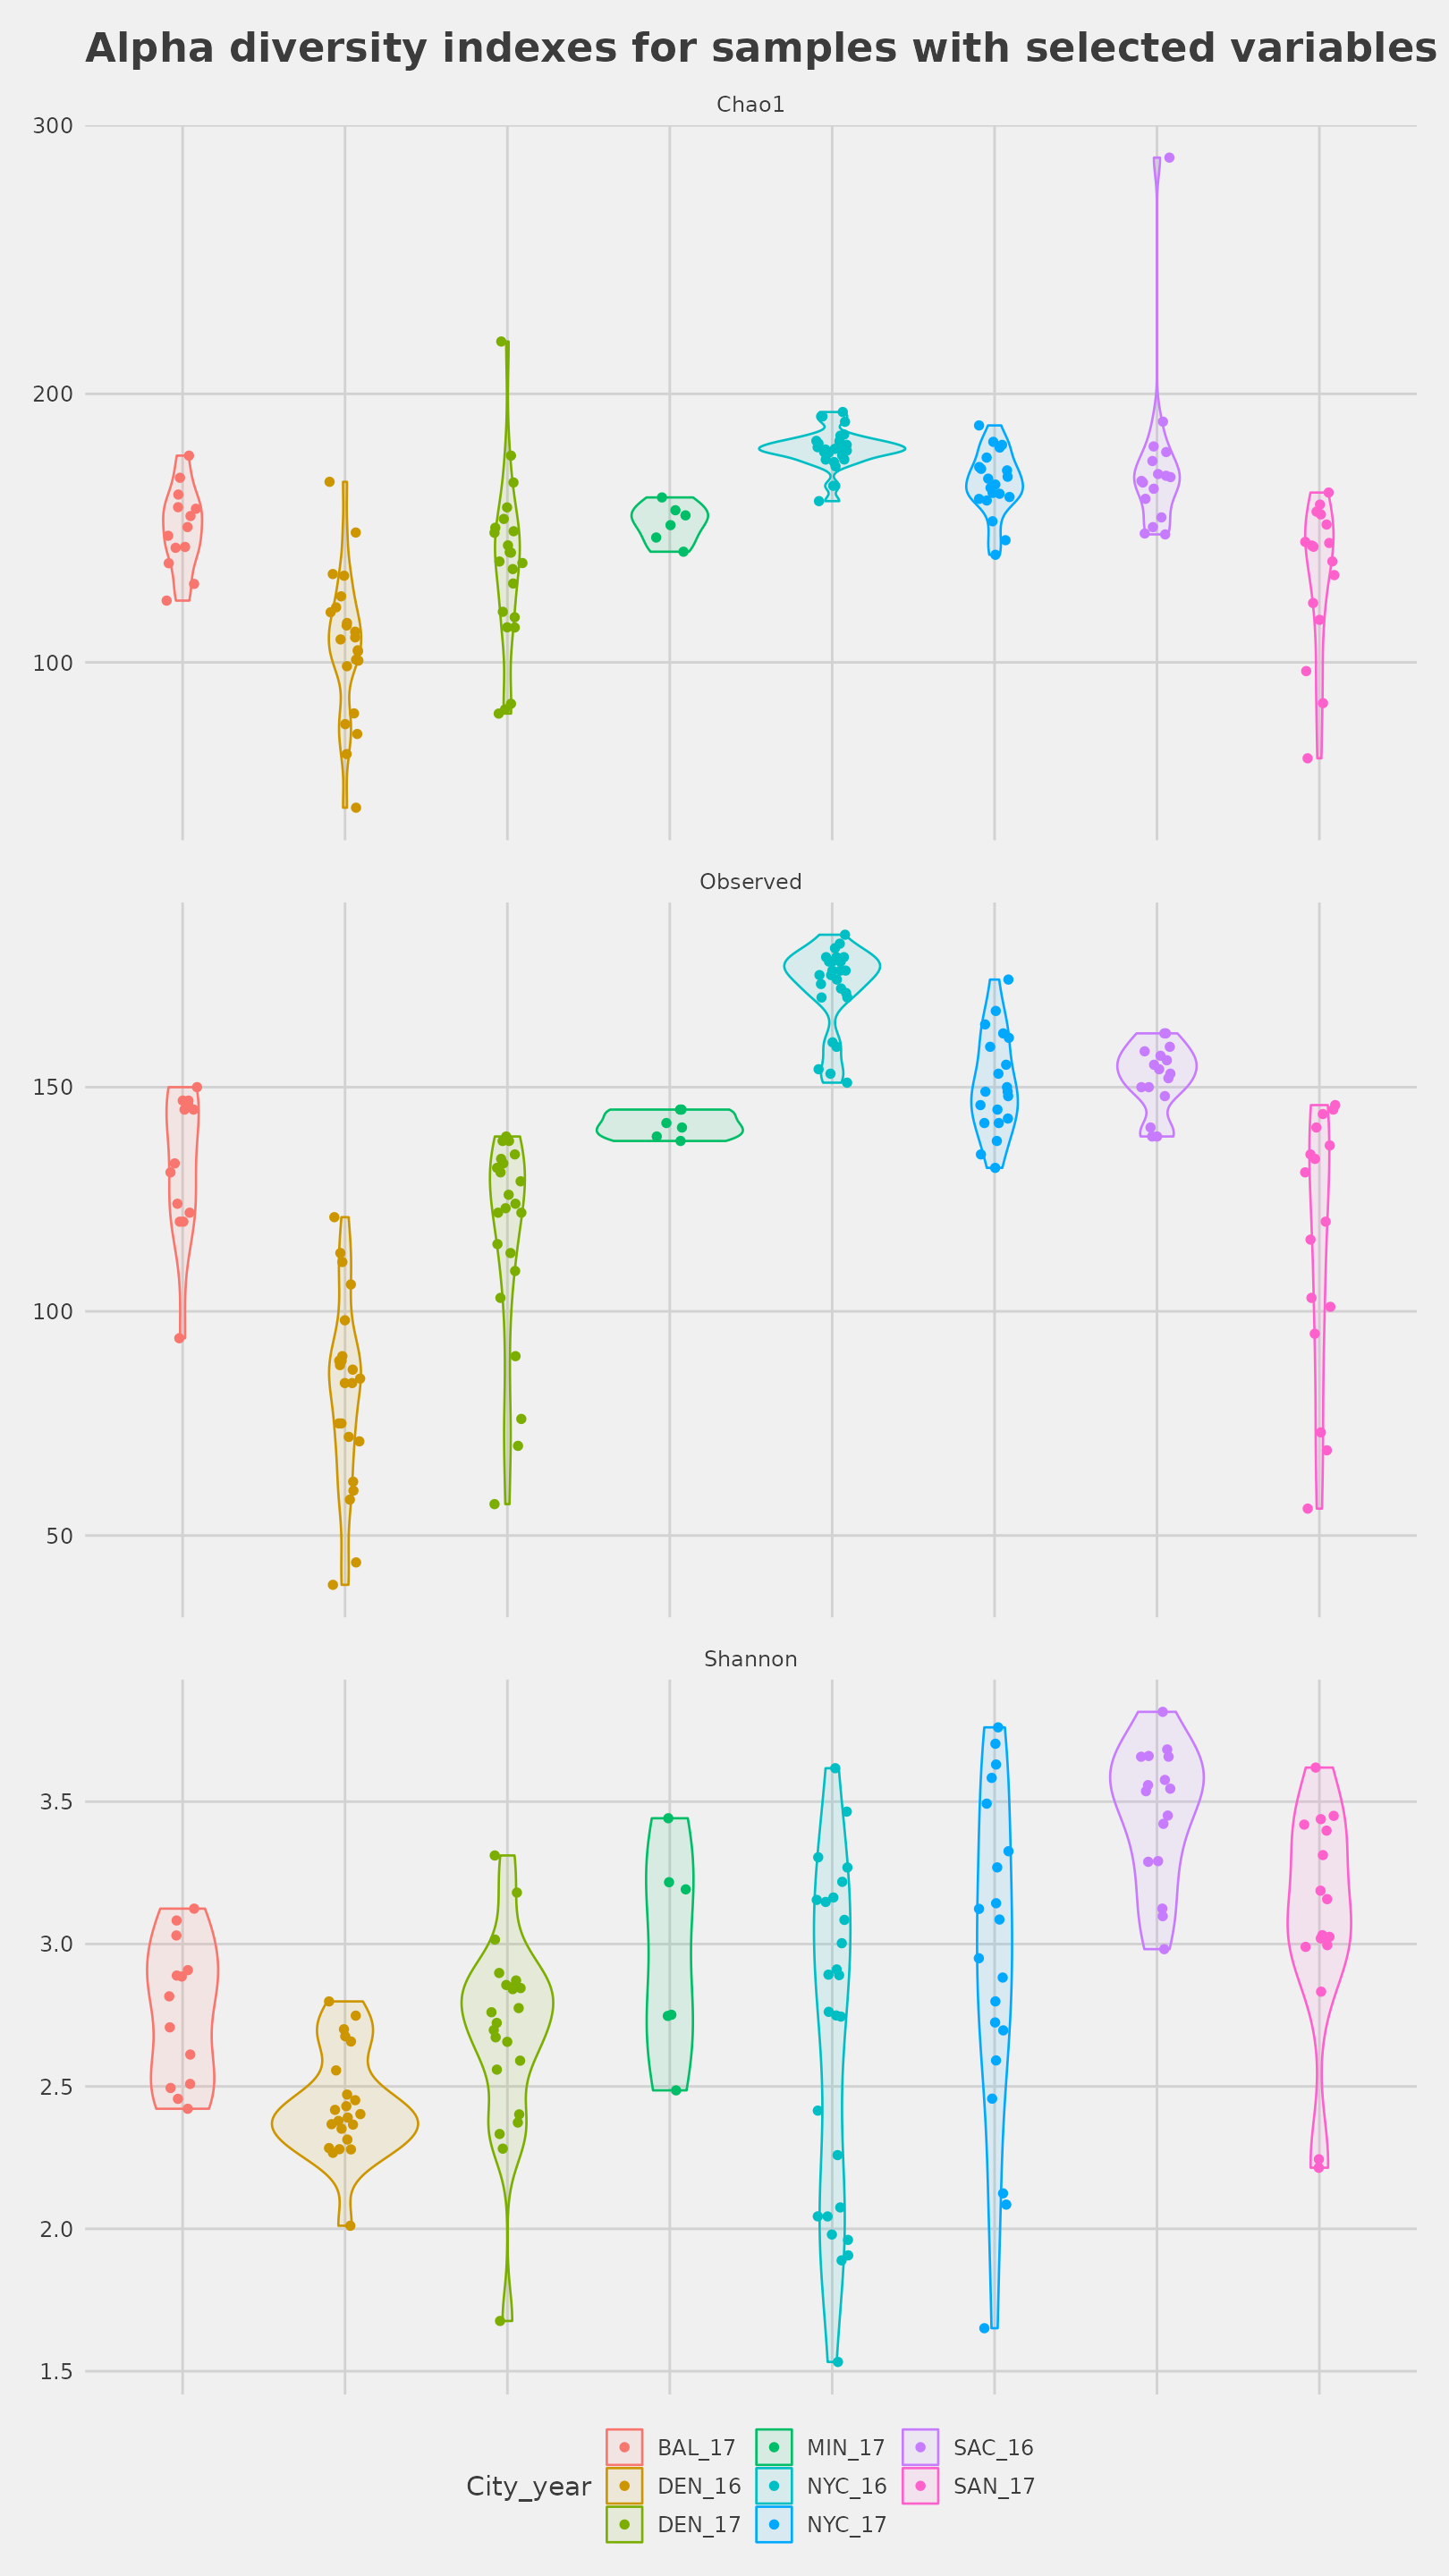 Alpha diversity indexes for samples with selected variables
Chao1
300
200
100
Observed
150
100
50
Shannon
3.5
3.0
2.5
2.0
1.5
City_year
BAL_17 MIN_17 SAC_16
DEN_16 NYC_16 SAN_17
DEN_17 NYC_17